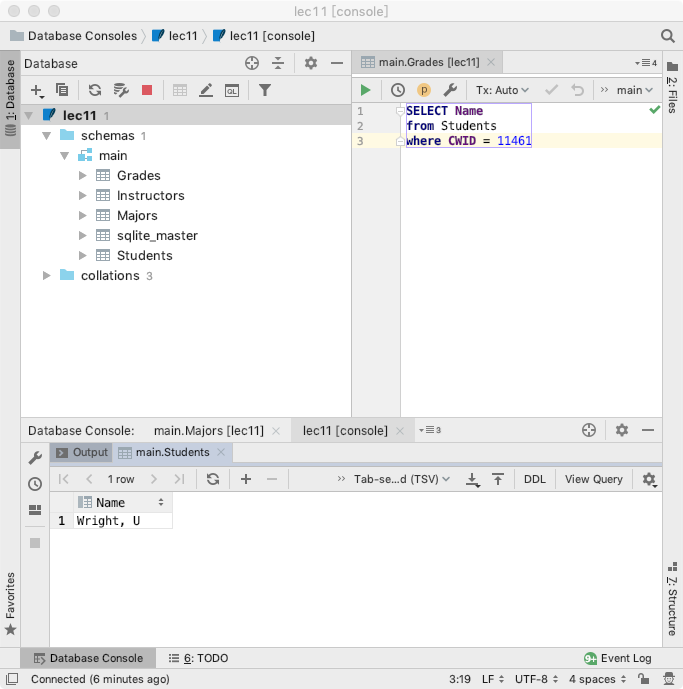 lec11 [console]
Database Consoles lec11 lec11 [console]
1: Database
Database
lec11 1
schemas 1
main
Grades
Instructors
Majors
sqlite_master
Students
collations 3
main.Grades [lec11] 4
Tx: Auto main
1 SELECT Name
2 from Students
3 where CWID = 11461
2: Files
Database Console: main.Majors [lec11] lec11 [console] 3
Output main.Students
1 row Tab-se...d (TSV) DDL View Query
Name
1 Wright, U
Favorites
7: Structure
Database Console 6: TODO 9+ Event Log
Connected (6 minutes ago) 3:19 LF UTF-8 4 spaces